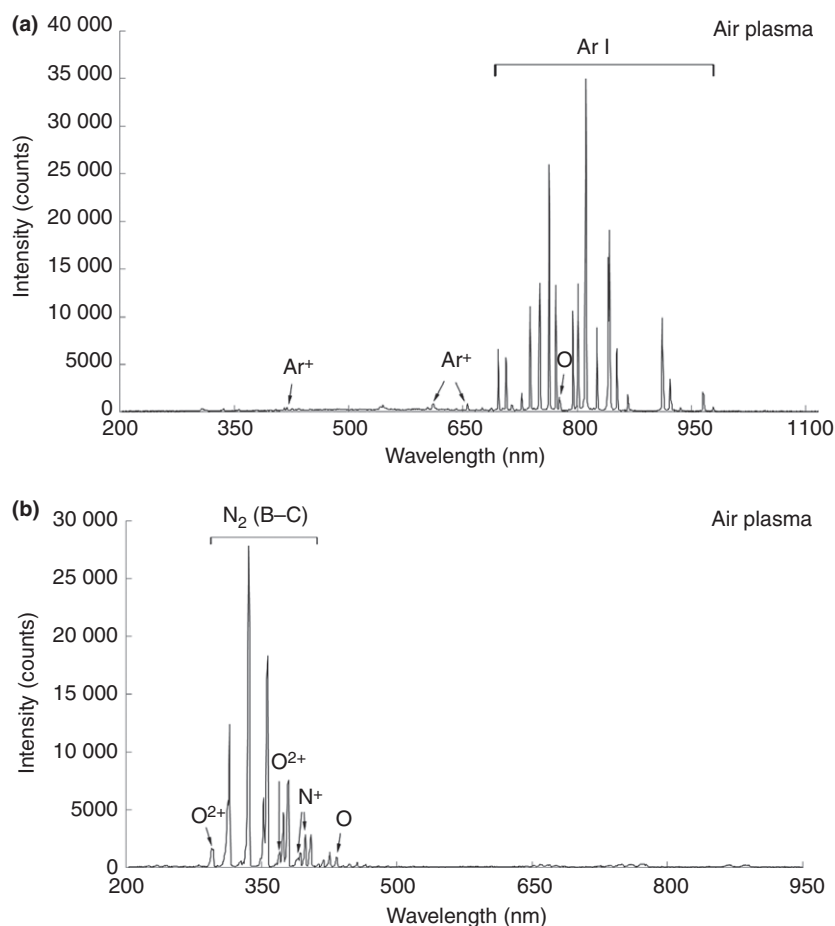 (a)
Air plasma
Ar I
40 000
35 000
30 000
25 000
20 000
15 000
10 000
5000
0
Intensity (counts)
Ar⁺
Ar⁺
O
200 350 500 650 800 950 1100
Wavelength (nm)
(b)
N₂ (B–C)
Air plasma
30 000
25 000
20 000
15 000
10 000
5000
0
Intensity (counts)
O²⁺
O²⁺
N⁺
O
200 350 500 650 800 950
Wavelength (nm)